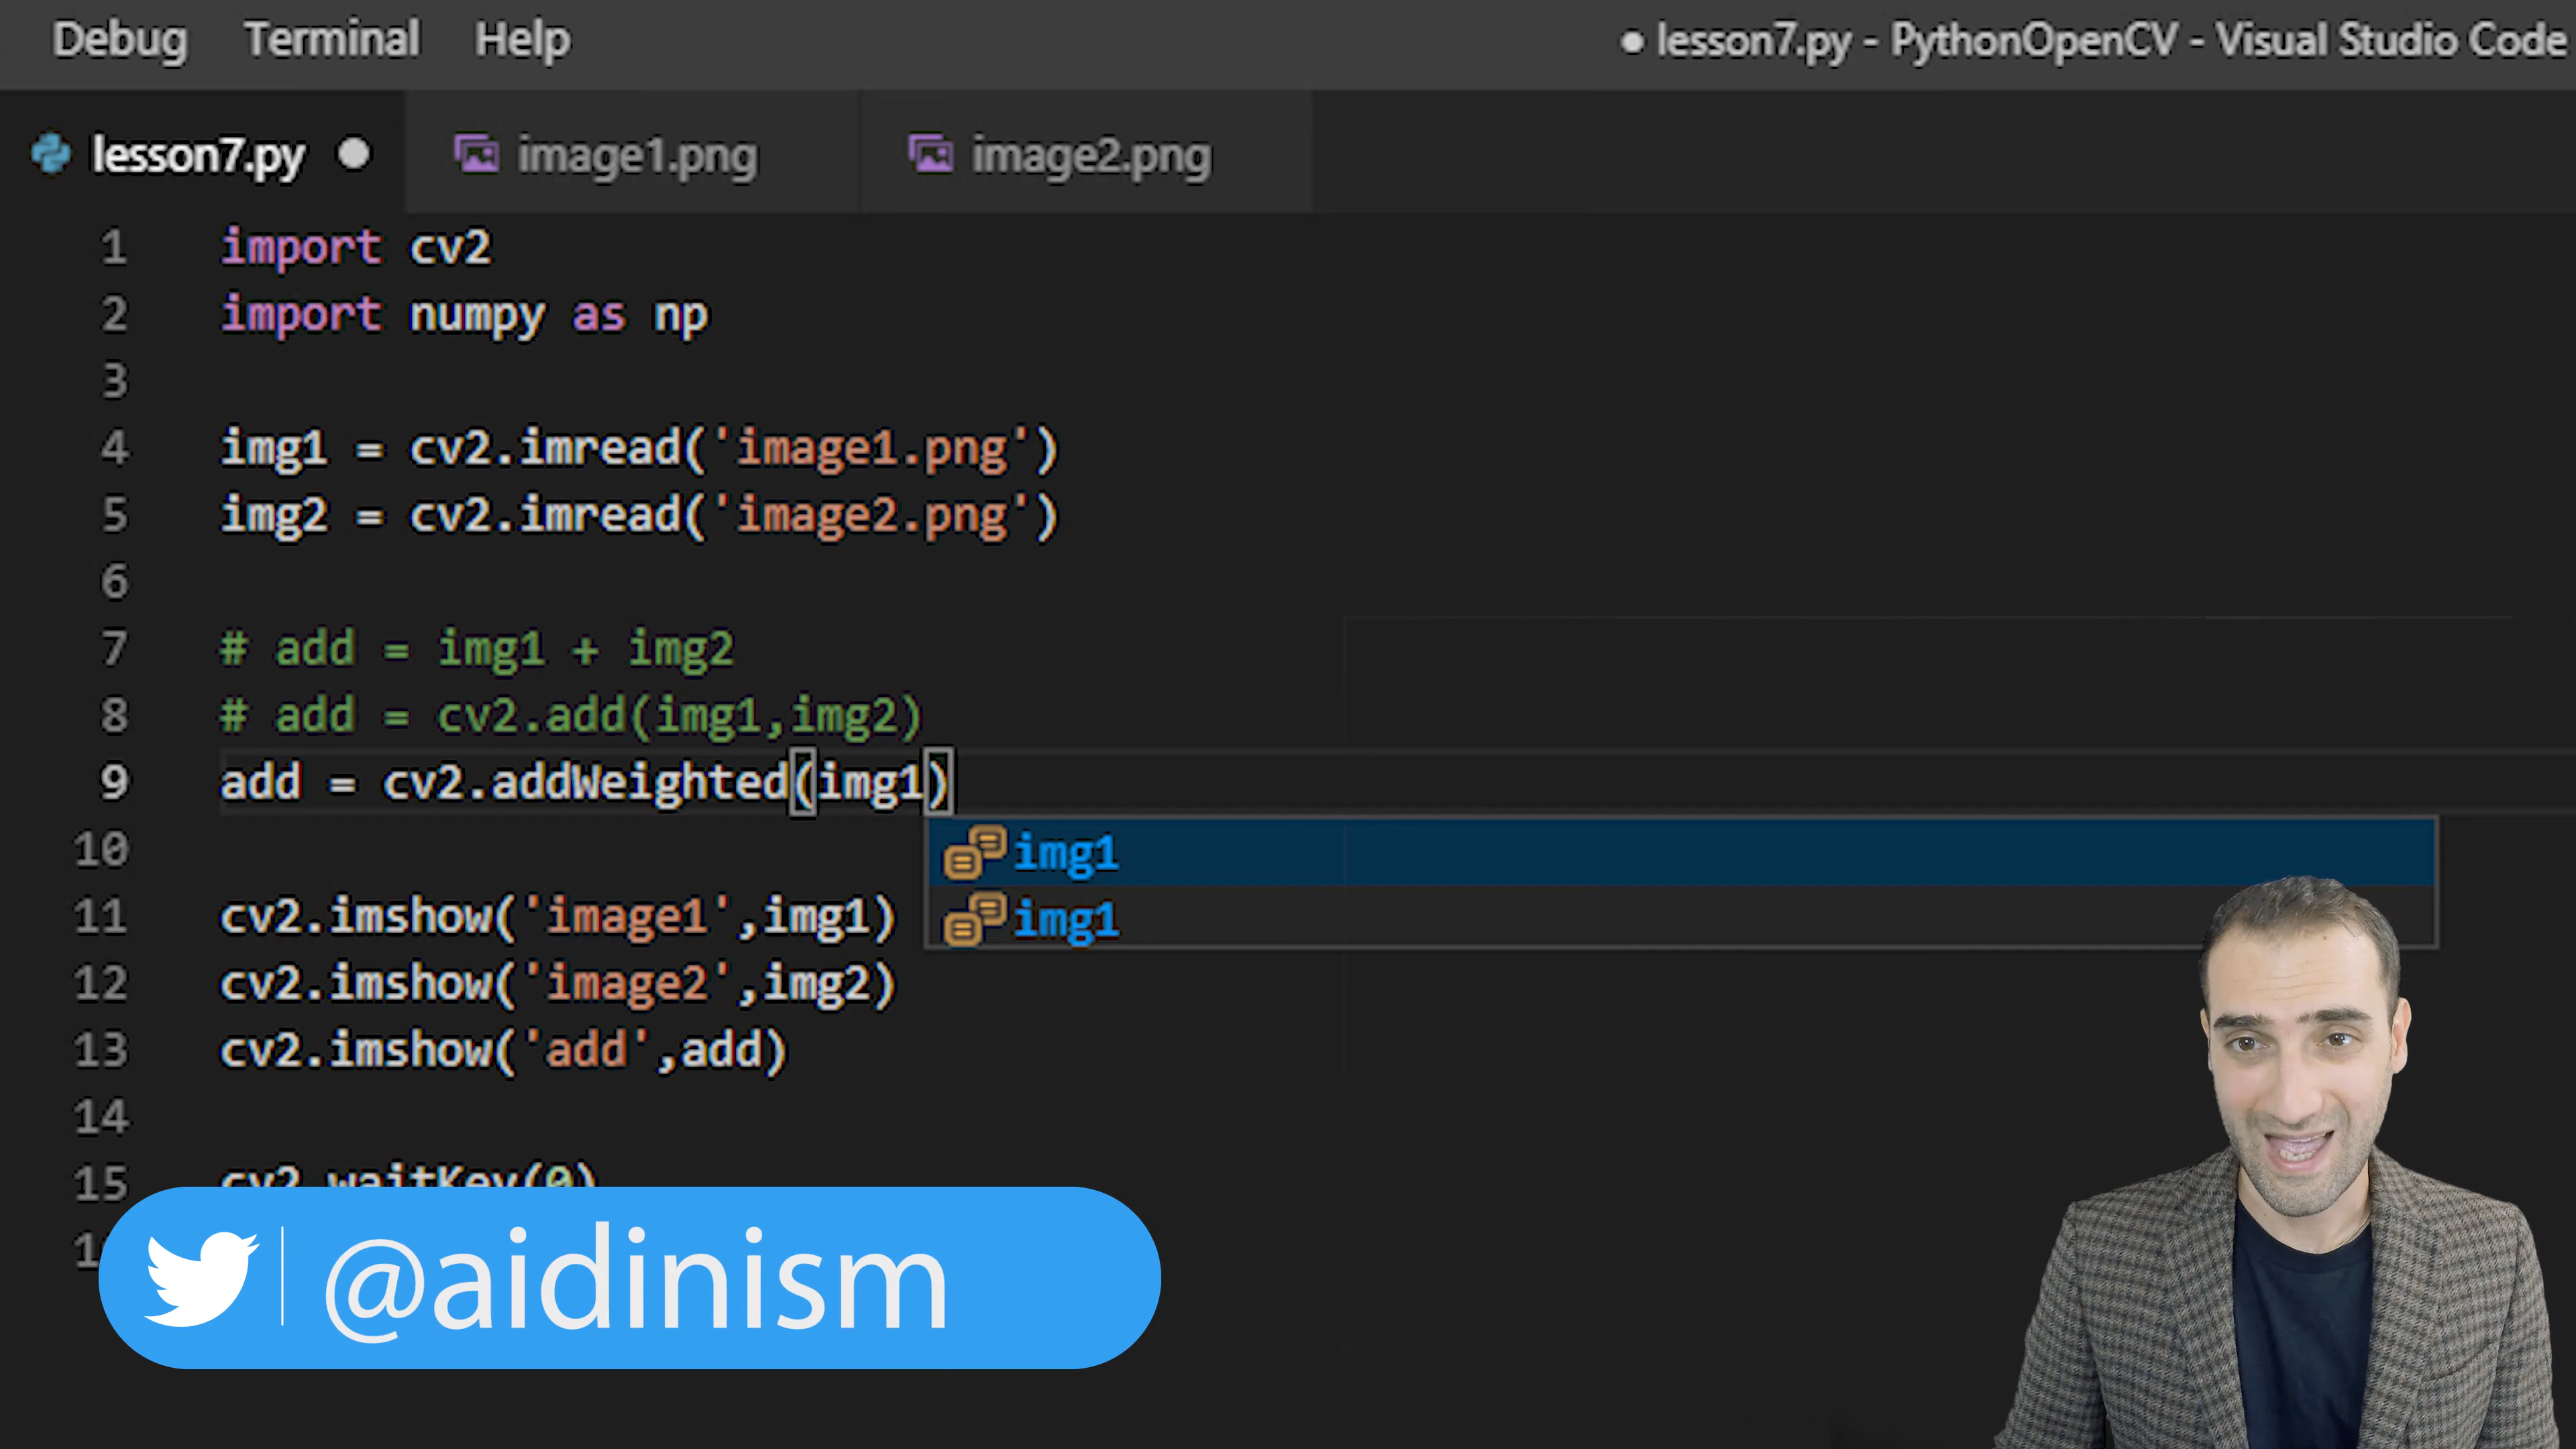 Debug Terminal Help
lesson7.py - PythonOpenCV - Visual Studio Code
lesson7.py image1.png image2.png
1 import cv2
2 import numpy as np
3
4 img1 = cv2.imread('image1.png')
5 img2 = cv2.imread('image2.png')
6
7 # add = img1 + img2
8 # add = cv2.add(img1,img2)
9 add = cv2.addWeighted(img1)
img1
img1
10
11 cv2.imshow('image1',img1)
12 cv2.imshow('image2',img2)
13 cv2.imshow('add',add)
14
15 cv2.waitKey(0)
@aidinism